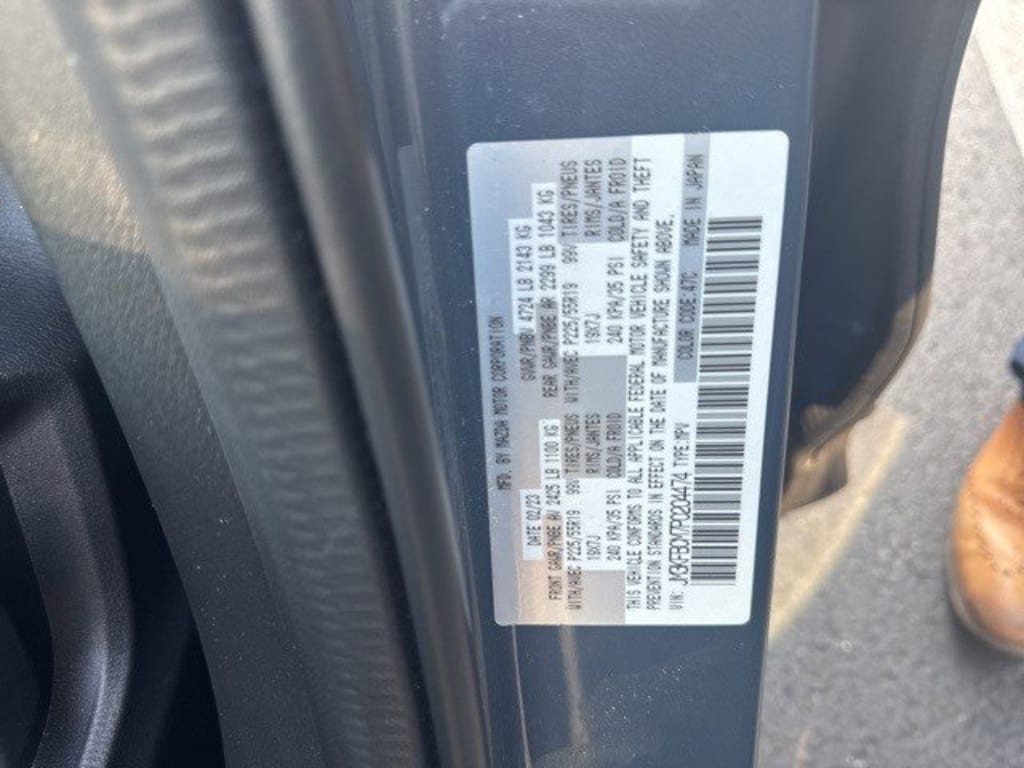 MFD. BY MAZDA MOTOR CORPORATION
DATE 02/23 GVWR/PNBV 4724 LB 2143 KG
FRONT GAWR/PNBE AV 2425 LB 1100 KG REAR GAWR/PNBE AR 2299 LB 1043 KG
WITH/AVEC P225/55R19 99V TIRES/PNEUS WITH/AVEC P225/55R19 99V TIRES/PNEUS
19X7J RIMS/JANTES 19X7J RIMS/JANTES
240 KPA/35 PSI COLD/A FROID 240 KPA/35 PSI COLD/A FROID
THIS VEHICLE CONFORMS TO ALL APPLICABLE FEDERAL MOTOR VEHICLE SAFETY AND THEFT
PREVENTION STANDARDS IN EFFECT ON THE DATE OF MANUFACTURE SHOWN ABOVE.
VIN: JM3KFBDM7P0204474 TYPE:MPV COLOR CODE:47C MADE IN JAPAN